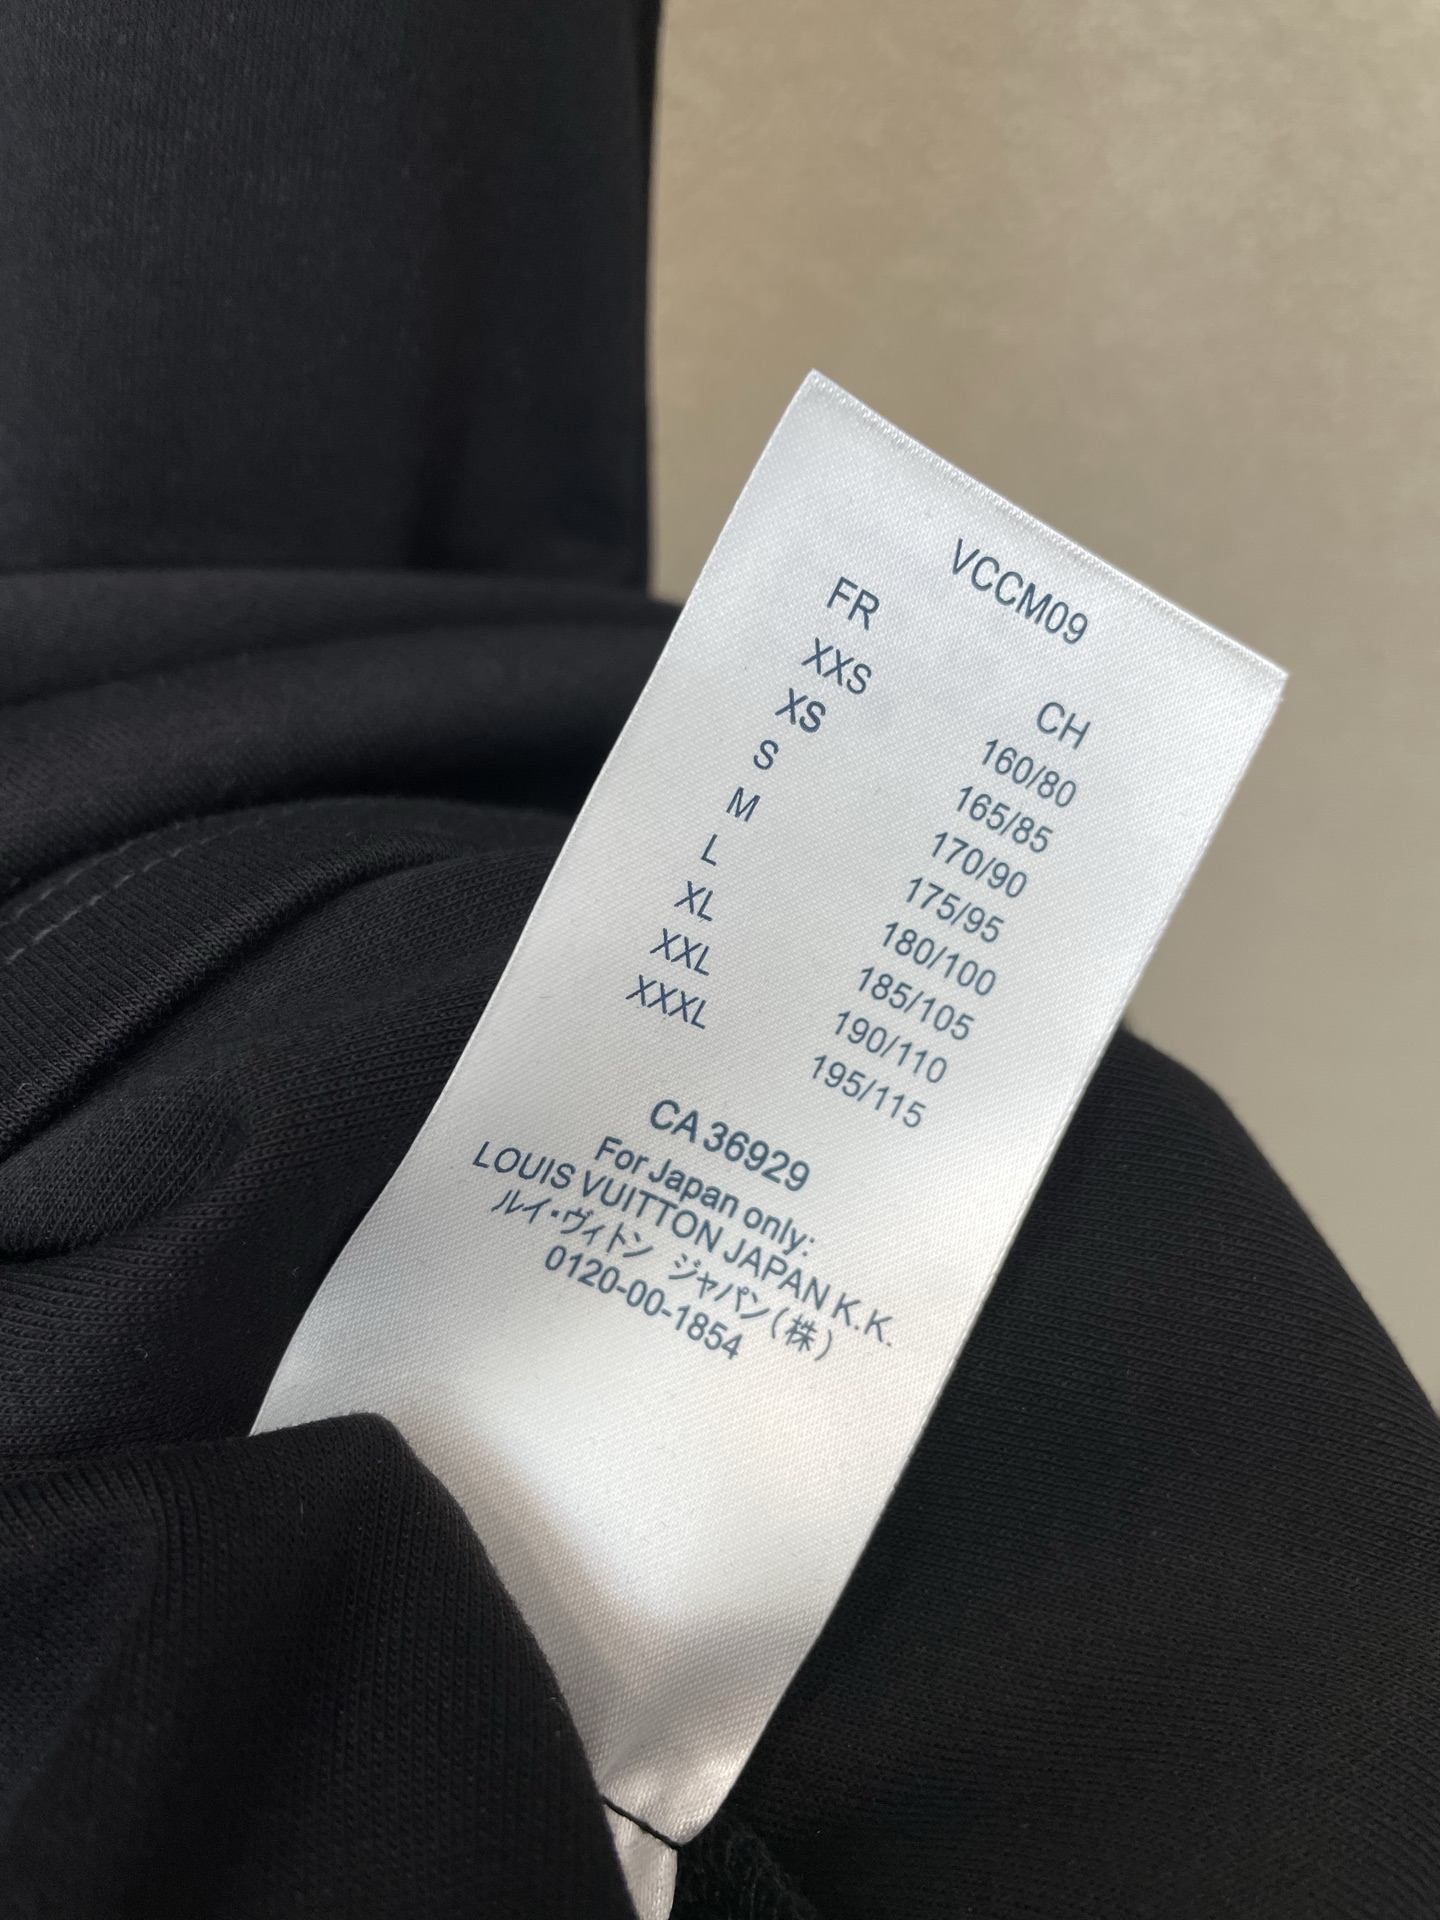 VCCM09
FR CH
XXS 160/80
XS 165/85
S 170/90
M 175/95
L 180/100
XL 185/105
XXL 190/110
XXXL 195/115
CA 36929
For Japan only:
LOUIS VUITTON JAPAN K.K.
ルイ・ヴィトン ジャパン(株)
0120-00-1854